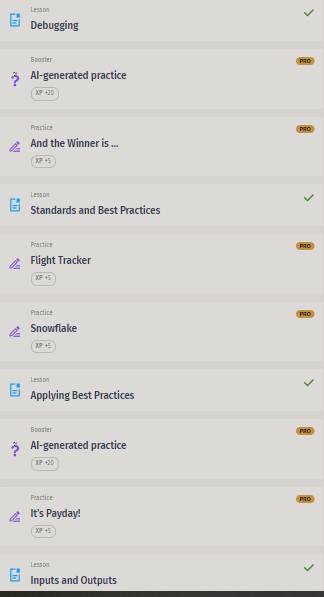 Lesson
Debugging
Booster
PRO
AI-generated practice
XP +20
Practice
PRO
And the Winner is ...
XP +5
Lesson
Standards and Best Practices
Practice
PRO
Flight Tracker
XP +5
Practice
PRO
Snowflake
XP +5
Lesson
Applying Best Practices
Booster
PRO
AI-generated practice
XP +20
Practice
PRO
It's Payday!
XP +5
Lesson
Inputs and Outputs